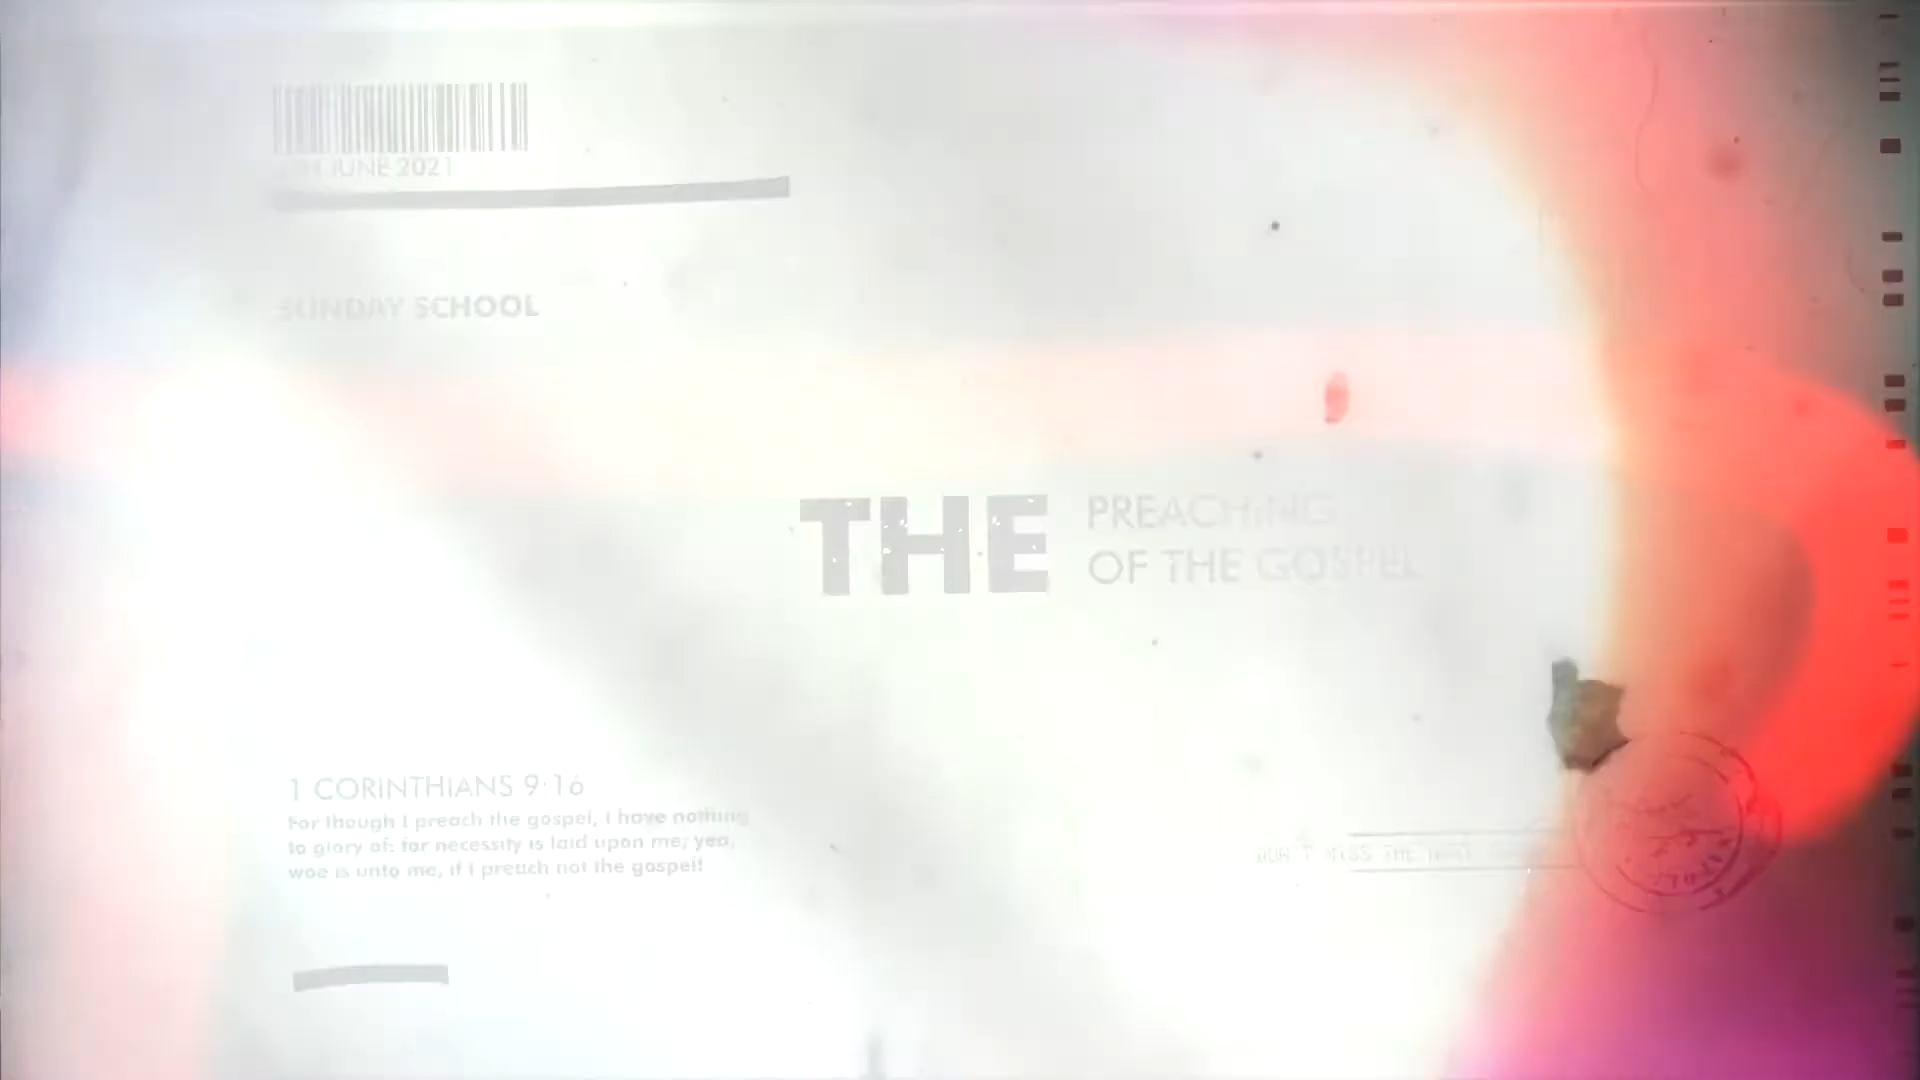 JUNE 2021
SUNDAY SCHOOL
THE
PREACHING
OF THE GOSPEL
1 CORINTHIANS 9:16
For though I preach the gospel, I have nothing
to glory of: for necessity is laid upon me; yea,
woe is unto me, if I preach not the gospel!
MISS THE